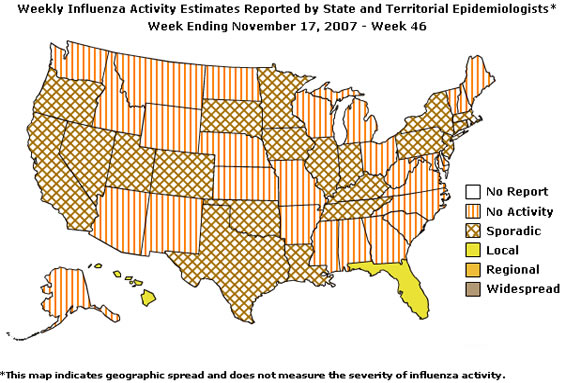 Weekly Influenza Activity Estimates Reported by State and Territorial Epidemiologists*
Week Ending November 17, 2007 - Week 46
No Report
No Activity
Sporadic
Local
Regional
Widespread
*This map indicates geographic spread and does not measure the severity of influenza activity.